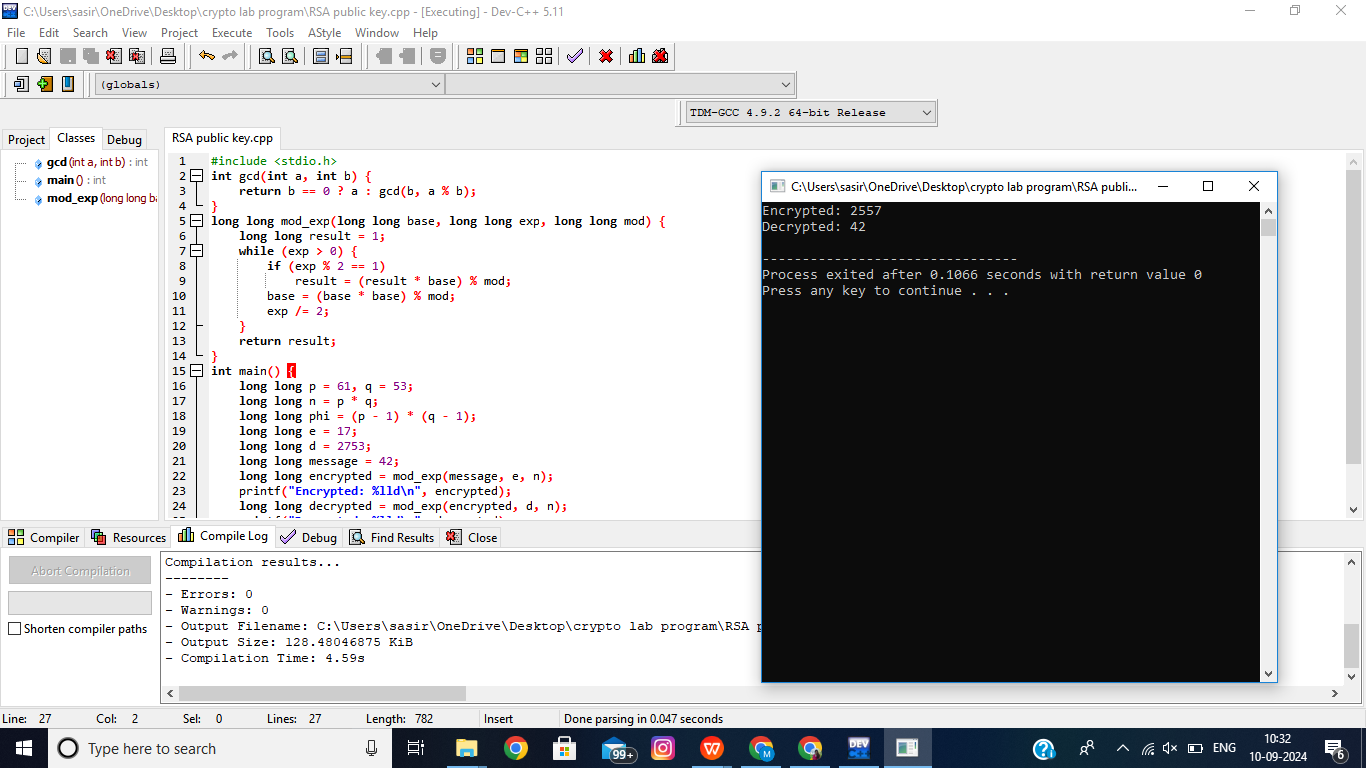 C:\Users\sasir\OneDrive\Desktop\crypto lab program\RSA public key.cpp - [Executing] - Dev-C++ 5.11
File Edit Search View Project Execute Tools AStyle Window Help
(globals)
TDM-GCC 4.9.2 64-bit Release
Project Classes Debug
RSA public key.cpp
gcd (int a, int b) : int
main () : int
mod_exp (long long ba
1 #include <stdio.h>
2 int gcd(int a, int b) {
3 return b == 0 ? a : gcd(b, a % b);
4 }
5 long long mod_exp(long long base, long long exp, long long mod) {
6 long long result = 1;
7 while (exp > 0) {
8 if (exp % 2 == 1)
9 result = (result * base) % mod;
10 base = (base * base) % mod;
11 exp /= 2;
12 }
13 return result;
14 }
15 int main() {
16 long long p = 61, q = 53;
17 long long n = p * q;
18 long long phi = (p - 1) * (q - 1);
19 long long e = 17;
20 long long d = 2753;
21 long long message = 42;
22 long long encrypted = mod_exp(message, e, n);
23 printf("Encrypted: %lld\n", encrypted);
24 long long decrypted = mod_exp(encrypted, d, n);
C:\Users\sasir\OneDrive\Desktop\crypto lab program\RSA publi...
Encrypted: 2557
Decrypted: 42
--------------------------------
Process exited after 0.1066 seconds with return value 0
Press any key to continue . . .
Compiler Resources Compile Log Debug Find Results Close
Abort Compilation
Shorten compiler paths
Compilation results...
--------
- Errors: 0
- Warnings: 0
- Output Filename: C:\Users\sasir\OneDrive\Desktop\crypto lab program\RSA p
- Output Size: 128.48046875 KiB
- Compilation Time: 4.59s
Line: 27 Col: 2 Sel: 0 Lines: 27 Length: 782 Insert Done parsing in 0.047 seconds
Type here to search
99+
DEV
ENG
10:32
10-09-2024
6